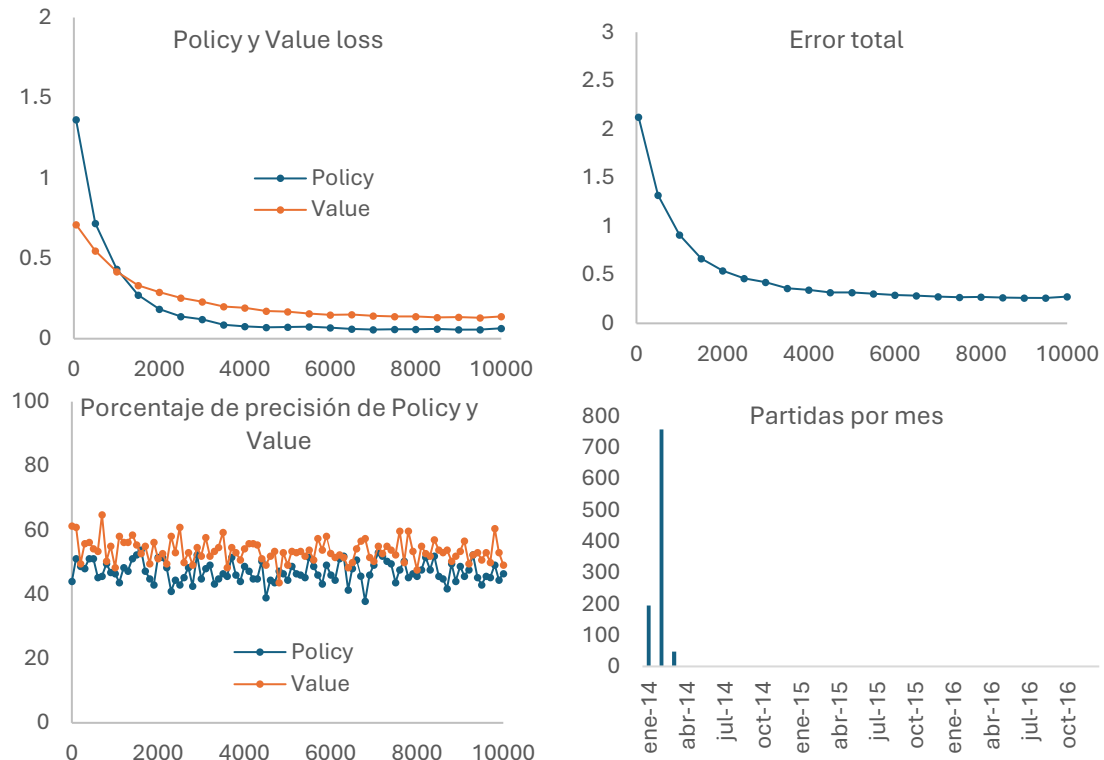 Policy y Value loss
2
1.5
1
0.5
0
Policy
Value
0 2000 4000 6000 8000 10000
Error total
3
2.5
2
1.5
1
0.5
0
0 2000 4000 6000 8000 10000
Porcentaje de precisión de Policy y
Value
100
80
60
40
20
0
Policy
Value
0 2000 4000 6000 8000 10000
Partidas por mes
800
700
600
500
400
300
200
100
0
ene-14
abr-14
jul-14
oct-14
ene-15
abr-15
jul-15
oct-15
ene-16
abr-16
jul-16
oct-16